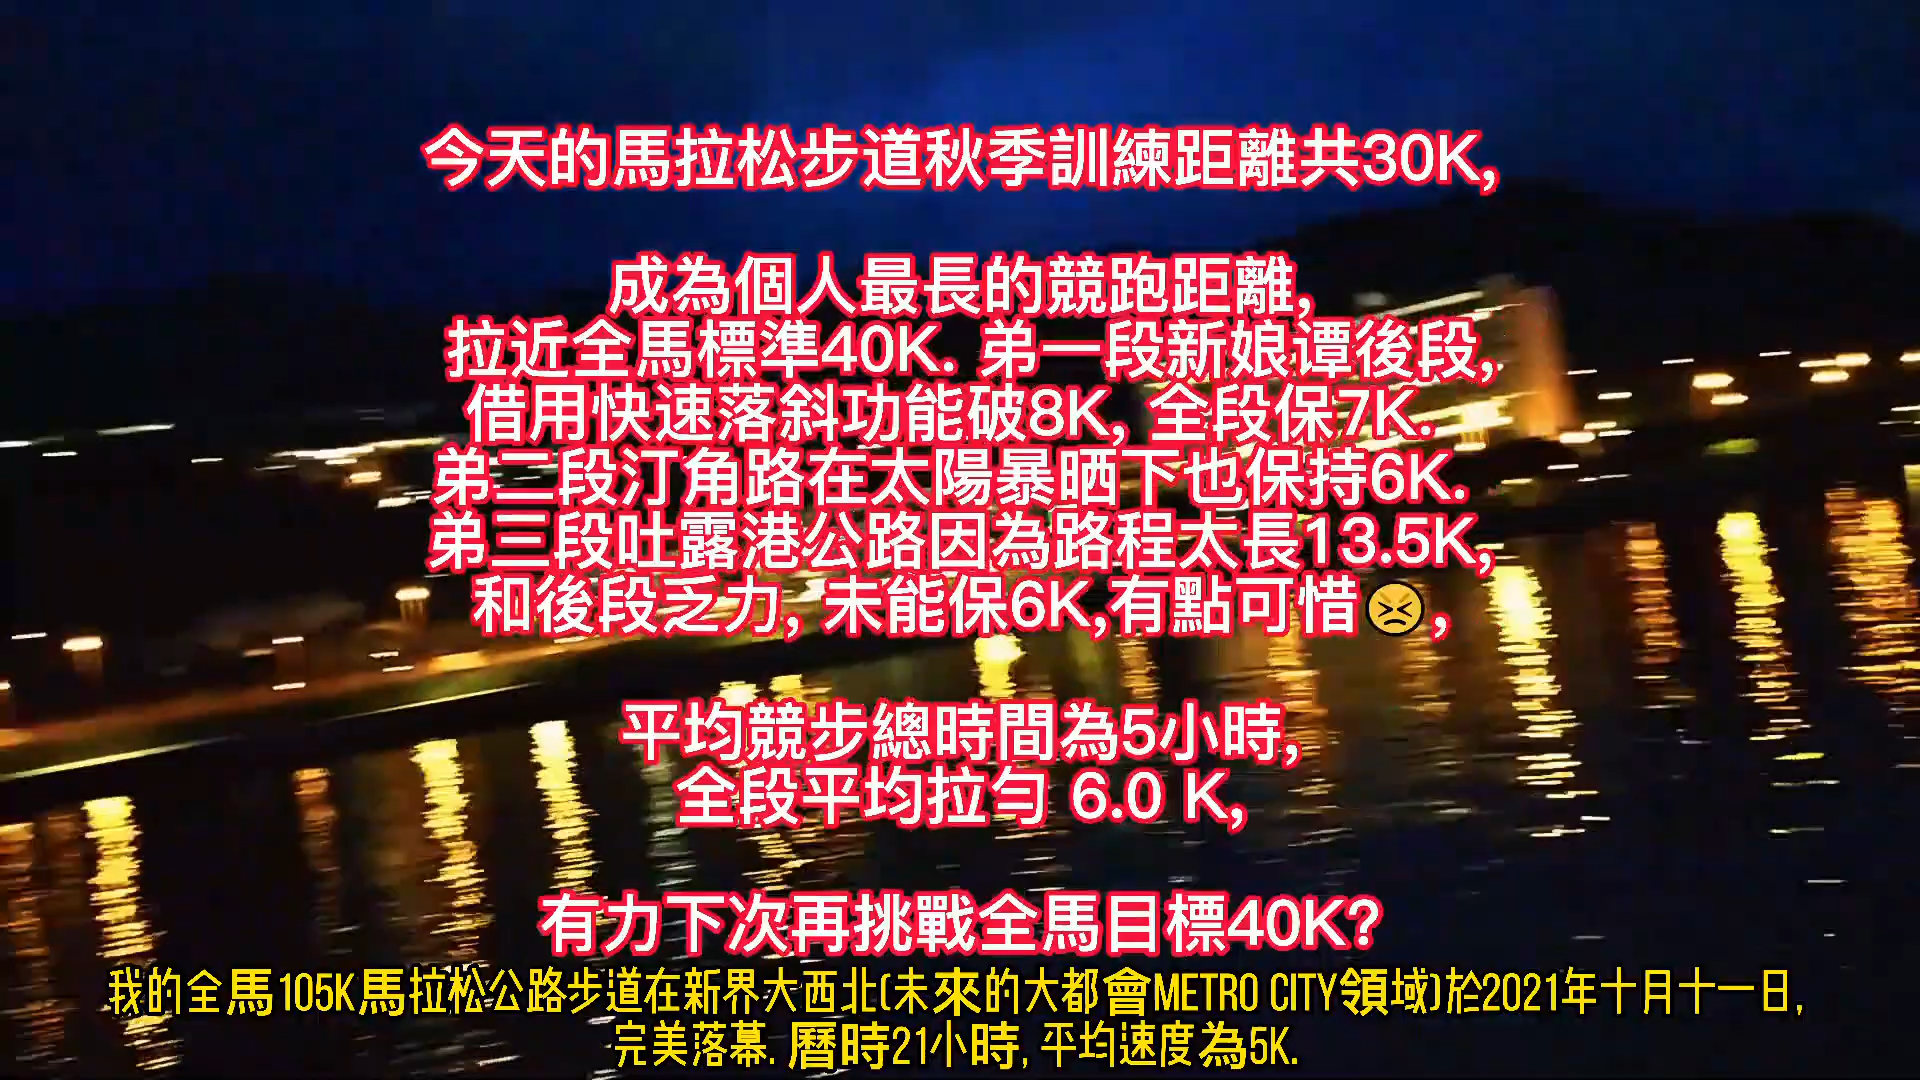 今天的馬拉松步道秋季訓練距離共30K,
成為個人最長的競跑距離,
拉近全馬標準40K. 弟一段新娘谭後段,
借用快速落斜功能破8K, 全段保7K.
弟二段汀角路在太陽暴晒下也保持6K.
弟三段吐露港公路因為路程太長13.5K,
和後段乏力, 未能保6K,有點可惜😣,
平均競步總時間為5小時,
全段平均拉勻 6.0 K,
有力下次再挑戰全馬目標40K?
我的全馬105K馬拉松公路步道在新界大西北(未來的大都會METRO CITY領域)於2021年十月十一日,
完美落幕. 曆時21小時, 平均速度為5K.